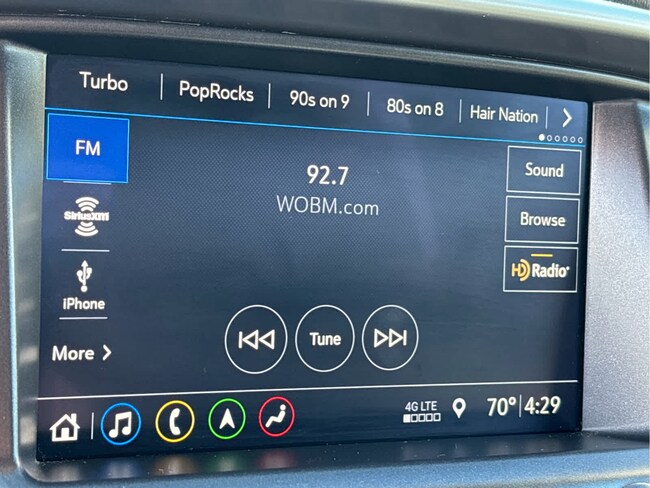 Turbo
PopRocks
90s on 9
80s on 8
Hair Nation
FM
92.7
WOBM.com
Sound
SiriusXM
Browse
HD Radio
iPhone
Tune
More
4G LTE
70° 4:29